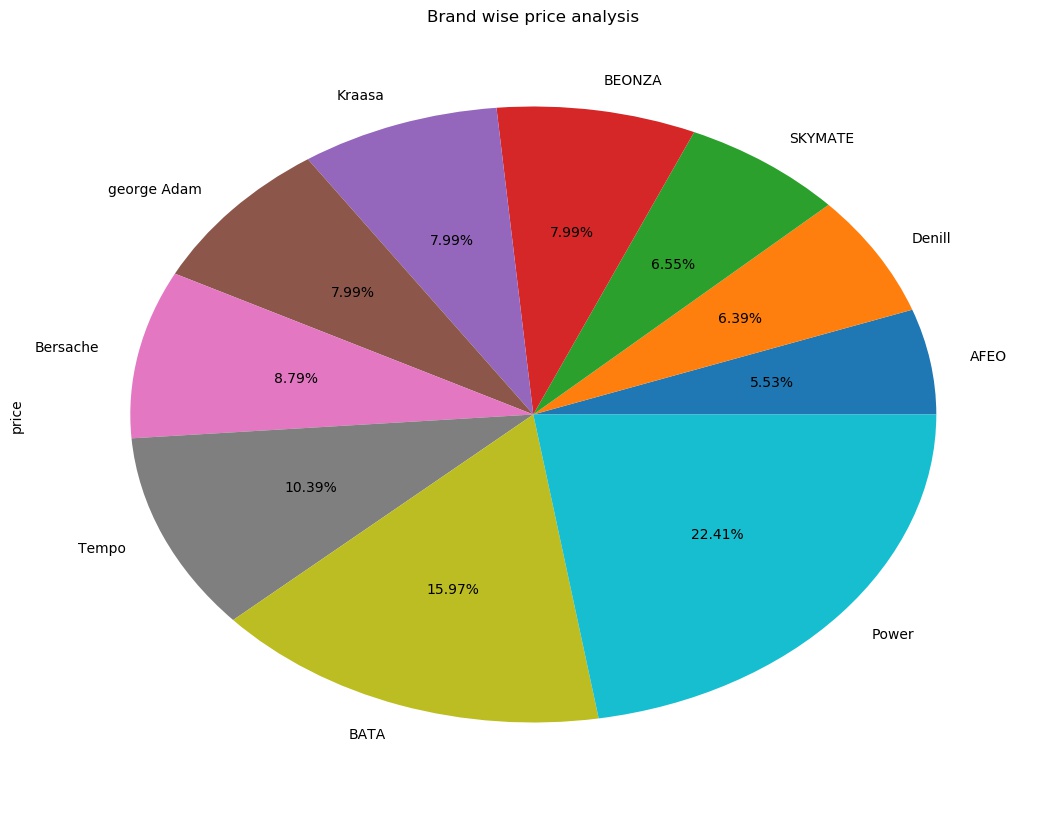 Brand wise price analysis
BEONZA
Kraasa
SKYMATE
george Adam
Denill
7.99%
7.99%
6.55%
7.99%
6.39%
Bersache
AFEO
8.79%
5.53%
price
10.39%
22.41%
Tempo
15.97%
Power
BATA